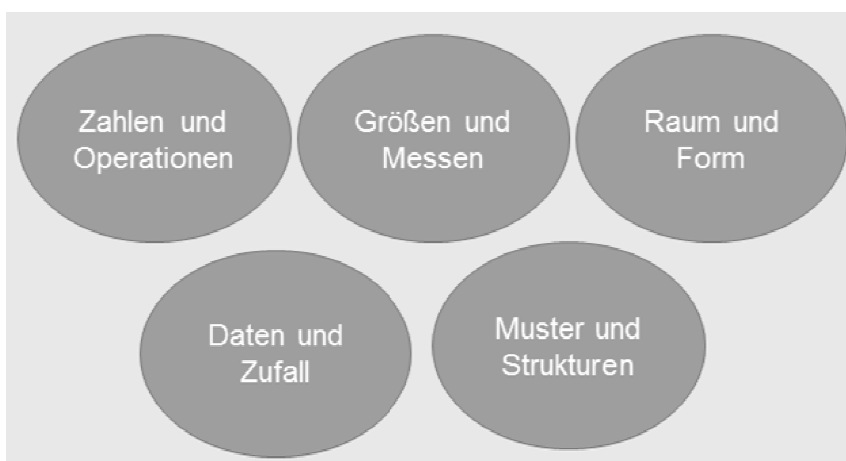 Zahlen und
Operationen
Größen und
Messen
Raum und
Form
Daten und
Zufall
Muster und
Strukturen